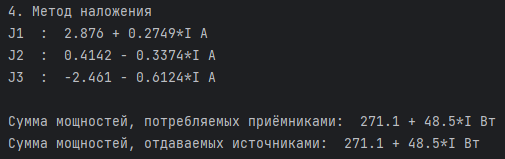 4. Метод наложения
J1  :  2.876 + 0.2749*I А
J2  :  0.4142 - 0.3374*I А
J3  :  -2.461 - 0.6124*I А
Сумма мощностей, потребляемых приёмниками:  271.1 + 48.5*I Вт
Сумма мощностей, отдаваемых источниками:  271.1 + 48.5*I Вт